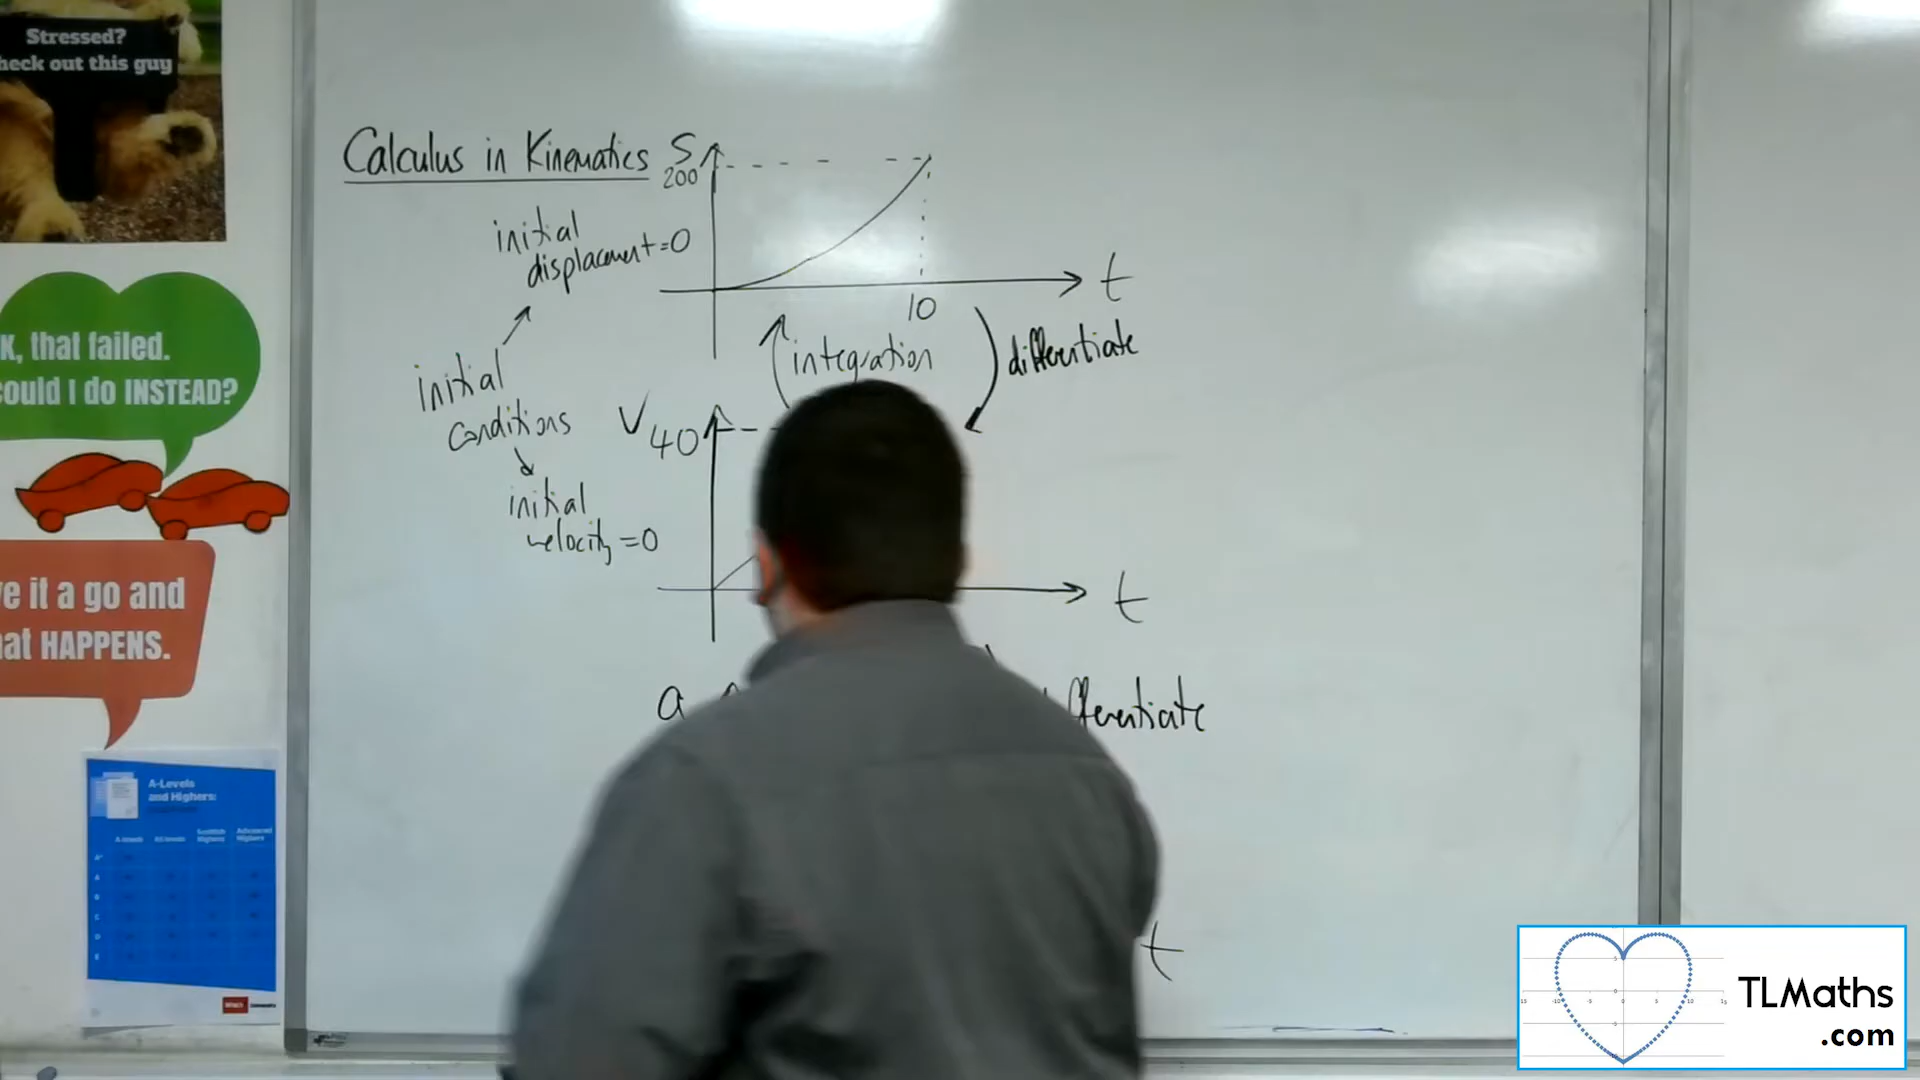 Stressed?
heck out this guy
K, that failed.
could I do INSTEAD?
e it a go and
at HAPPENS.
A-Levels
and Highers:
Calculus in Kinematics
S
200
initial
displacement=0
t
10
integration
differentiate
initial
conditions
V
40
initial
velocity=0
t
a
fferentiate
t
TLMaths
.com